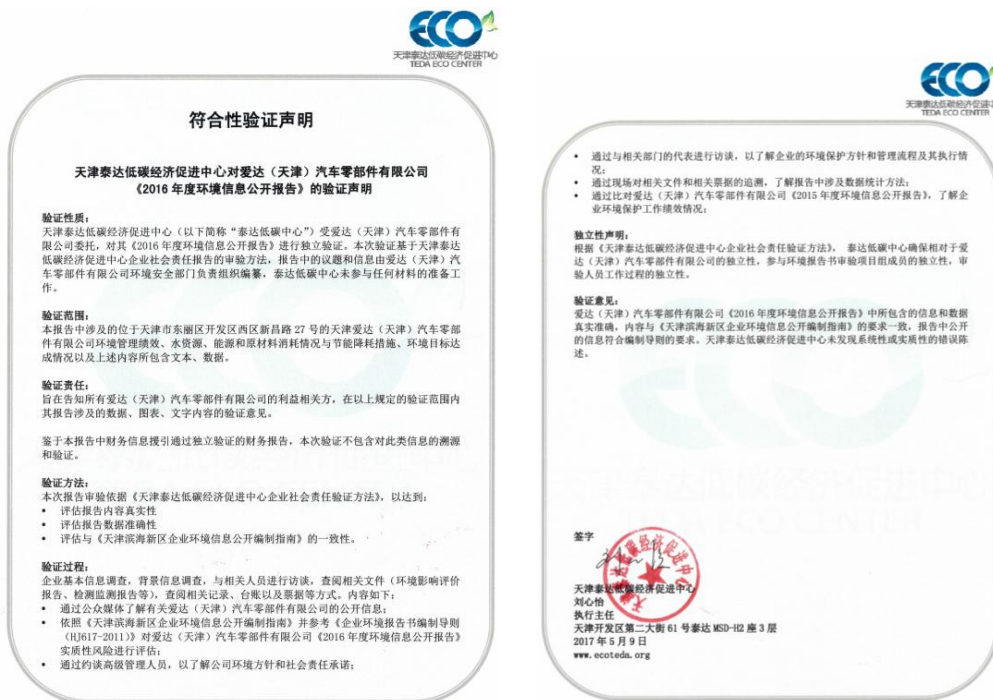 ECO
天津泰达低碳经济促进中心
TEDA ECO CENTER
符合性验证声明
天津泰达低碳经济促进中心对爱达（天津）汽车零部件有限公司
《2016 年度环境信息公开报告》的验证声明
验证性质：
天津泰达低碳经济促进中心（以下简称“泰达低碳中心”）受爱达（天津）汽车零部件有
限公司委托，对其《2016 年度环境信息公开报告》进行独立验证。本次验证基于天津泰达
低碳经济促进中心企业社会责任报告的审验方法，报告中的议题和信息由爱达（天津）汽
车零部件有限公司环境安全部门负责组织编纂，泰达低碳中心未参与任何材料的准备工
作。
验证范围：
本报告中涉及的位于天津市东丽区开发区西区新昌路 27 号的天津爱达（天津）汽车零部
件有限公司环境管理绩效、水资源、能源和原材料消耗情况与节能降耗措施、环境目标达
成情况以及上述内容所包含文本、数据。
验证责任：
旨在告知所有爱达（天津）汽车零部件有限公司的利益相关方，在以上规定的验证范围内
其报告涉及的数据、图表、文字内容的验证意见。
鉴于本报告中财务信息援引通过独立验证的财务报告，本次验证不包含对此类信息的溯源
和验证。
验证方法：
本次报告审验依据《天津泰达低碳经济促进中心企业社会责任验证方法》，以达到：
• 评估报告内容真实性
• 评估报告数据准确性
• 评估与《天津滨海新区企业环境信息公开编制指南》的一致性。
验证过程：
企业基本信息调查，背景信息调查，与相关人员进行访谈，查阅相关文件（环境影响评价
报告、检测监测报告等），查阅相关记录、台账以及票据等方式。内容如下：
• 通过公众媒体了解有关爱达（天津）汽车零部件有限公司的公开信息；
• 依照《天津滨海新区企业环境信息公开编制指南》并参考《企业环境报告书编制导则
（HJ617-2011）》对爱达（天津）汽车零部件有限公司《2016 年度环境信息公开报告》
实质性风险进行评估；
• 通过约谈高级管理人员，以了解公司环境方针和社会责任承诺；
ECO
天津泰达低碳经济促进中
TEDA ECO CENTER
• 通过与相关部门的代表进行访谈，以了解企业的环境保护方针和管理流程及其执行情
况；
• 通过现场对相关文件和相关票据的追溯，了解报告中涉及数据统计方法；
• 通过比对爱达（天津）汽车零部件有限公司《2015 年度环境信息公开报告》，了解企
业环境保护工作绩效情况；
独立性声明：
根据《天津泰达低碳经济促进中心企业社会责任验证方法》， 泰达低碳中心确保相对于爱
达（天津）汽车零部件有限公司的独立性，参与环境报告书审验项目组成员的独立性，审
验人员工作过程的独立性。
验证意见：
爱达（天津）汽车零部件有限公司《2016 年度环境信息公开报告》中所包含的信息和数据
真实准确，内容与《天津滨海新区企业环境信息公开编制指南》的要求一致，报告中公开
的信息符合编制导则的要求。天津泰达低碳经济促进中心未发现系统性或实质性的错误陈
述。
签字
天津泰达低碳经济促进中心
刘心怡
执行主任
天津开发区第二大街 61 号泰达 MSD-H2 座 3 层
2017 年 5 月 9 日
www.ecoteda.org